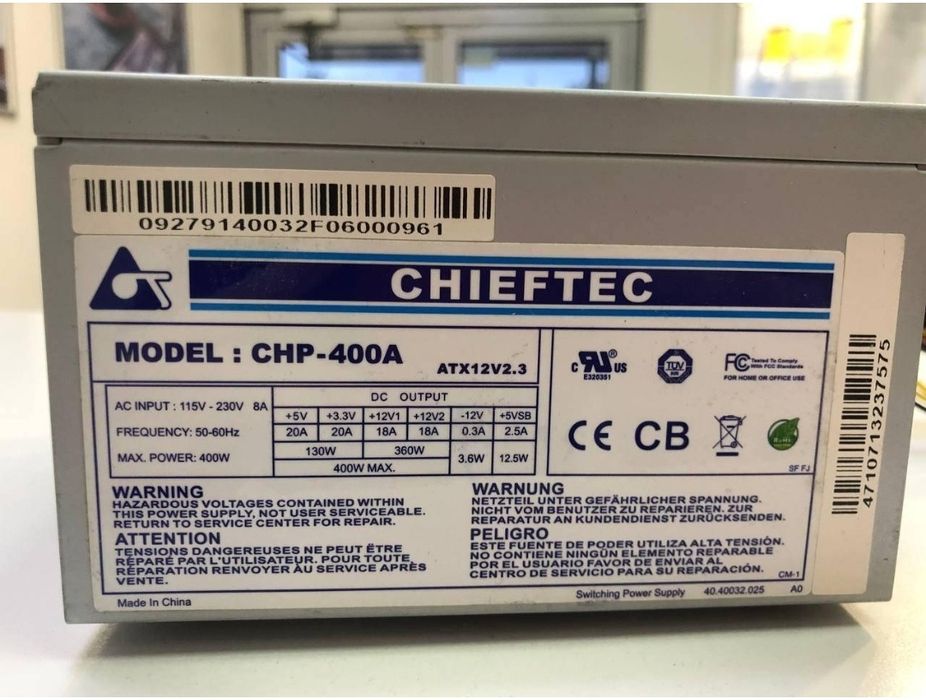 09279140032F06000961
CHIEFTEC
MODEL : CHP-400A
ATX12V2.3
AC INPUT : 115V - 230V 8A
FREQUENCY: 50-60Hz
MAX. POWER: 400W
DC OUTPUT
+5V +3.3V +12V1 +12V2 -12V +5VSB
20A 20A 18A 18A 0.3A 2.5A
130W 360W 3.6W 12.5W
400W MAX.
C UL US
E320351
TÜV
FC Tested To Comply
With FCC Standards
FOR HOME OR OFFICE USE
CE CB
RoHS
SF FJ
WARNING
HAZARDOUS VOLTAGES CONTAINED WITHIN
THIS POWER SUPPLY, NOT USER SERVICEABLE.
RETURN TO SERVICE CENTER FOR REPAIR.
ATTENTION
TENSIONS DANGEREUSES NE PEUT ËTRE
RÉPARÉ PAR L'UTILISATEUR. POUR TOUTE
RÉPARATION RENVOYER AU SERVICE APRÈS
VENTE.
WARNUNG
NETZTEIL UNTER GEFÄHRLICHER SPANNUNG.
NICHT VOM BENUTZER ZU REPARIEREN. ZUR
REPARATUR AN KUNDENDIENST ZURÜCKSENDEN.
PELIGRO
ESTE FUENTE DE PODER UTILIZA ALTA TENSIÓN.
NO CONTIENE NINGÚN ELEMENTO REPARABLE
POR EL USUARIO FAVOR DE ENVIAR AL
CENTRO DE SERVICIO PARA SU REPARACIÓN.
CM-1
Made In China
Switching Power Supply 40.40032.025 A0
4710713237575